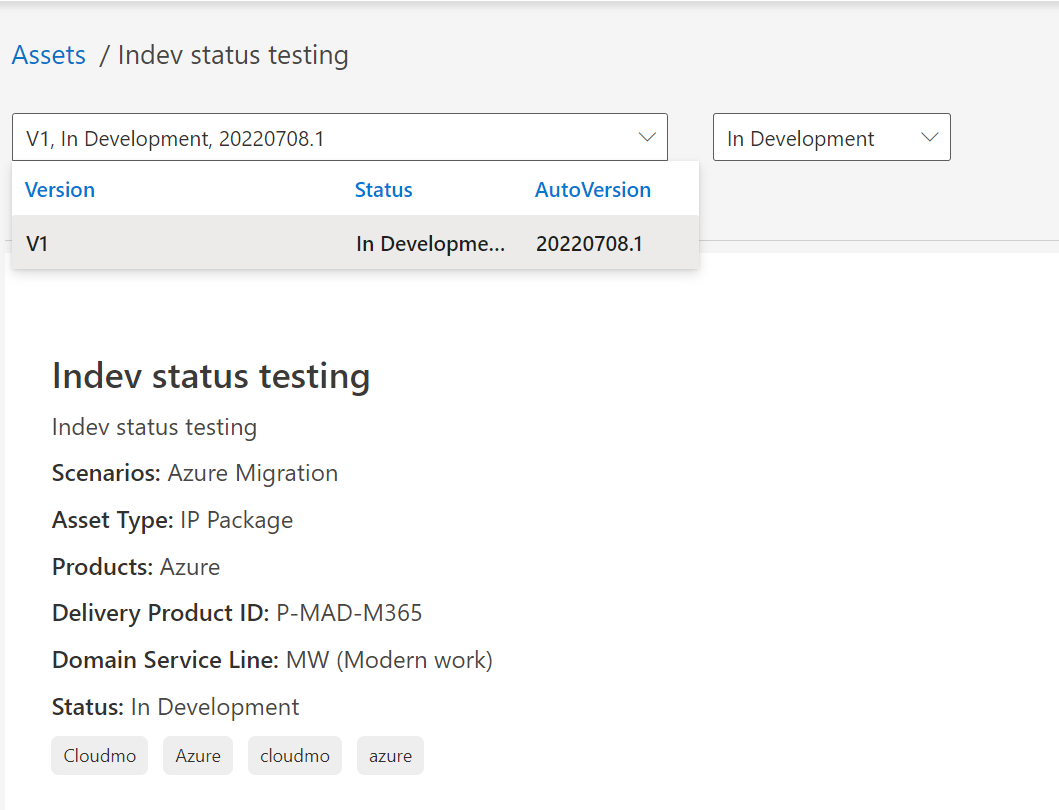 Assets / Indev status testing
V1, In Development, 20220708.1
In Development
Version Status AutoVersion
V1 In Developme... 20220708.1
Indev status testing
Indev status testing
Scenarios: Azure Migration
Asset Type: IP Package
Products: Azure
Delivery Product ID: P-MAD-M365
Domain Service Line: MW (Modern work)
Status: In Development
Cloudmo Azure cloudmo azure